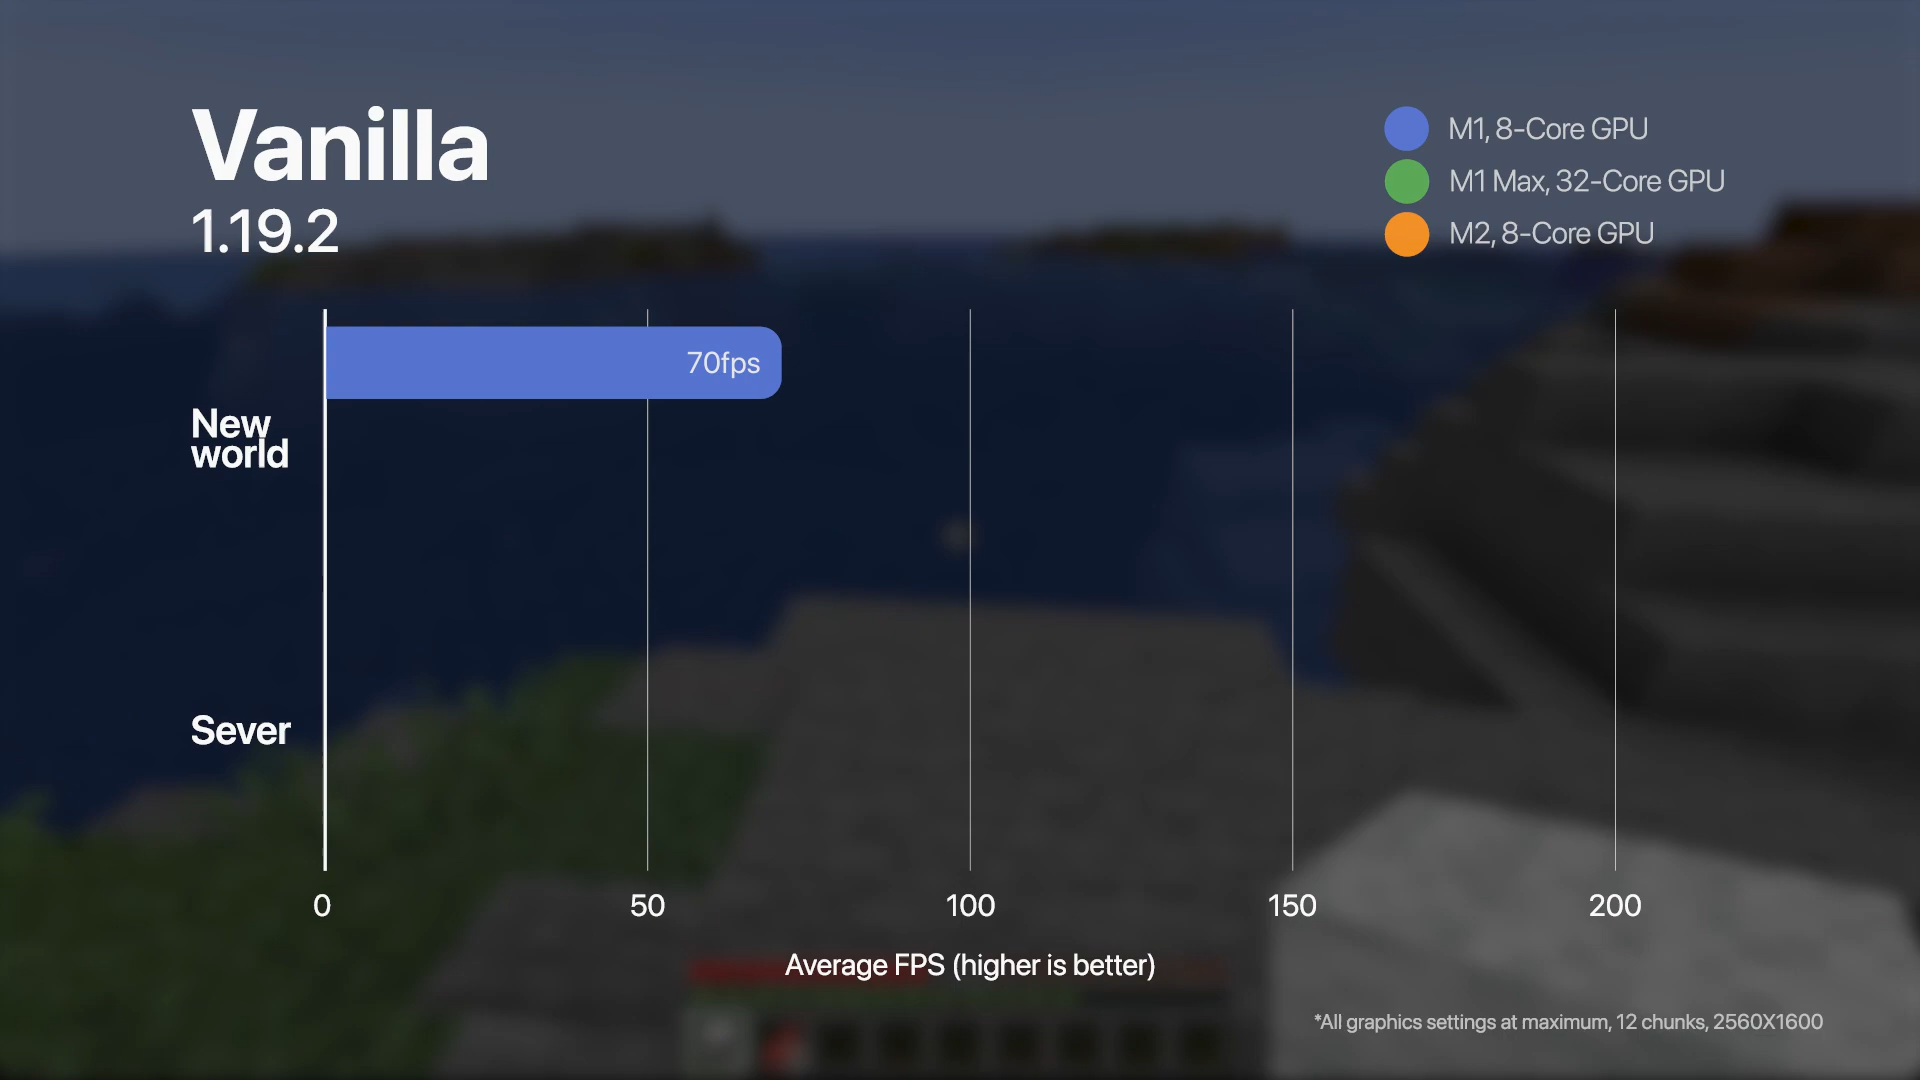 Vanilla
1.19.2
M1, 8-Core GPU
M1 Max, 32-Core GPU
M2, 8-Core GPU
70fps
New
world
Sever
0 50 100 150 200
Average FPS (higher is better)
*All graphics settings at maximum, 12 chunks, 2560X1600